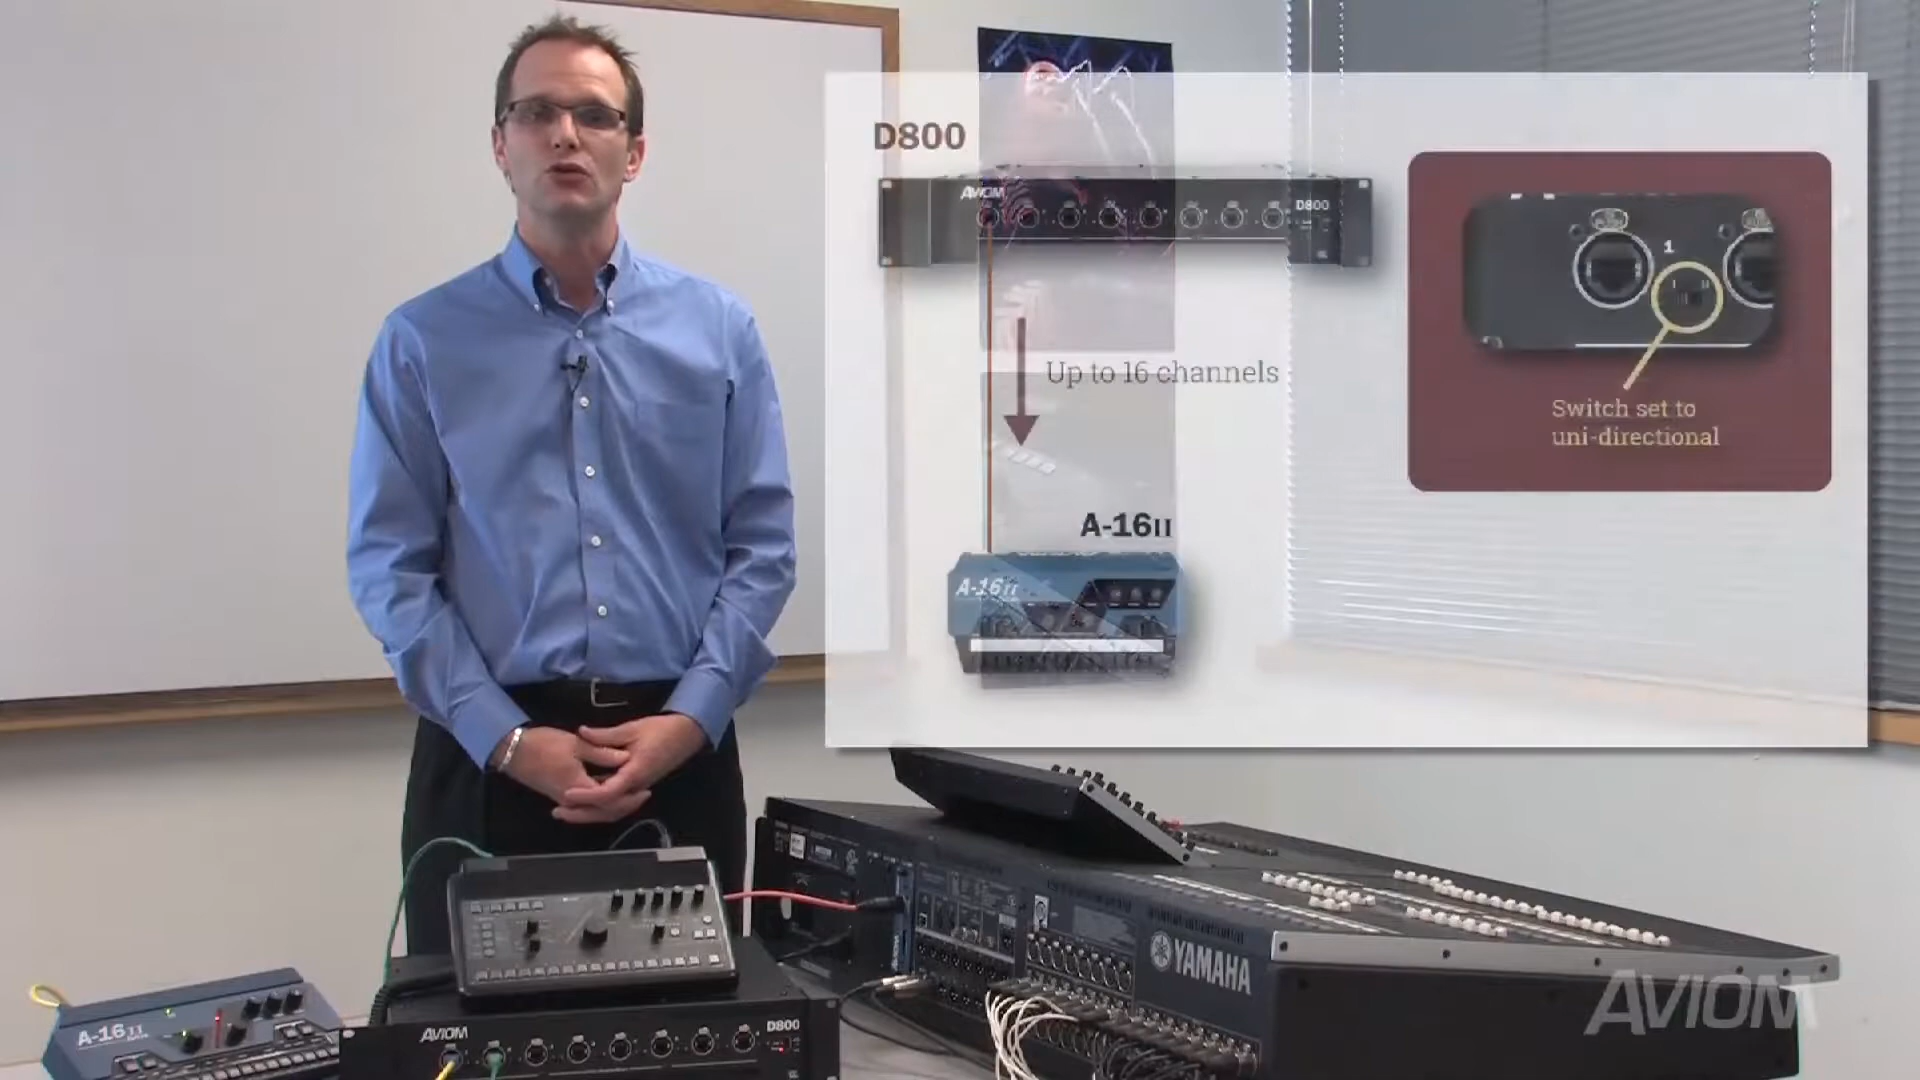 D800
AVIOM
D800
1
Up to 16 channels
Switch set to
uni-directional
A-16II
A-16II
YAMAHA
AVIOM
A-16II
AVIOM
D800
AVIOM